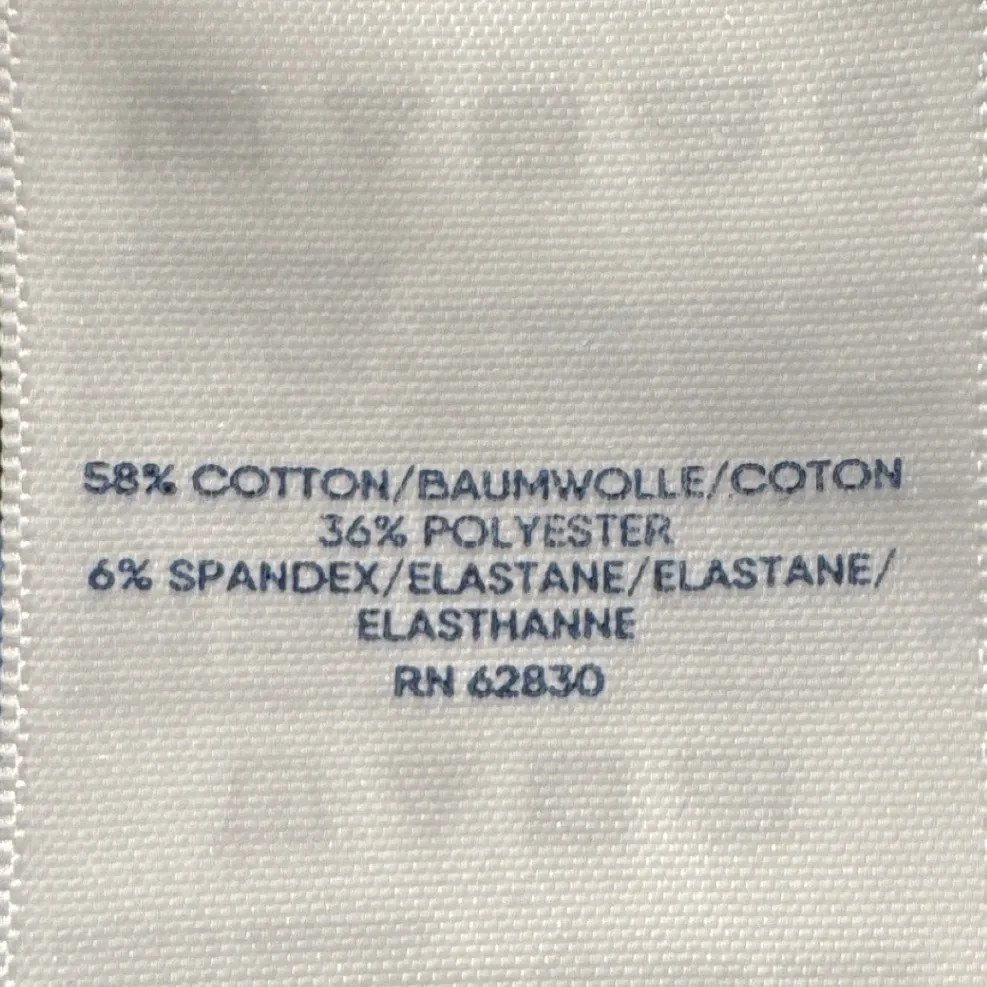 58% COTTON/BAUMWOLLE/COTON
36% POLYESTER
6% SPANDEX/ELASTANE/ELASTANE/
ELASTHANNE
RN 62830